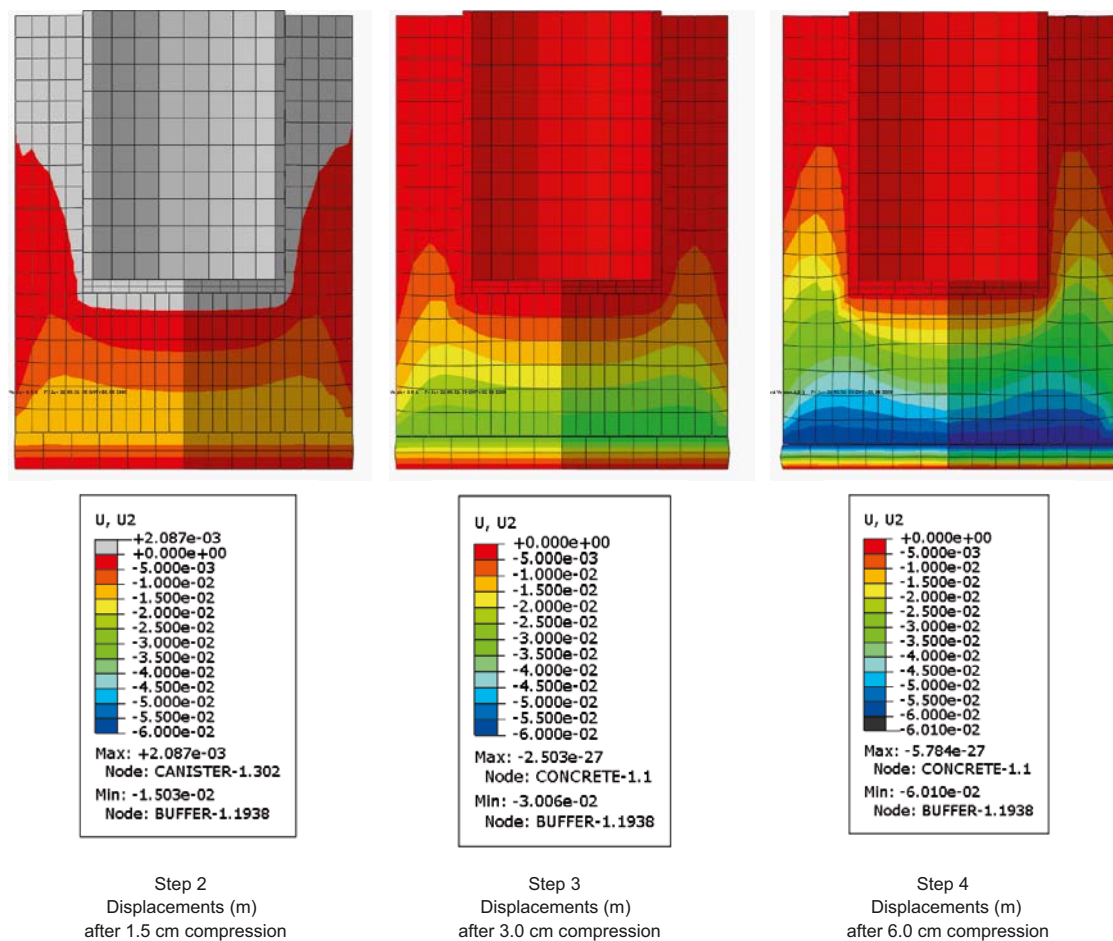 U, U2
+2.087e-03
+0.000e+00
-5.000e-03
-1.000e-02
-1.500e-02
-2.000e-02
-2.500e-02
-3.000e-02
-3.500e-02
-4.000e-02
-4.500e-02
-5.000e-02
-5.500e-02
-6.000e-02
Max: +2.087e-03
Node: CANISTER-1.302
Min: -1.503e-02
Node: BUFFER-1.1938
Step 2
Displacements (m)
after 1.5 cm compression
U, U2
+0.000e+00
-5.000e-03
-1.000e-02
-1.500e-02
-2.000e-02
-2.500e-02
-3.000e-02
-3.500e-02
-4.000e-02
-4.500e-02
-5.000e-02
-5.500e-02
-6.000e-02
Max: -2.503e-27
Node: CONCRETE-1.1
Min: -3.006e-02
Node: BUFFER-1.1938
Step 3
Displacements (m)
after 3.0 cm compression
U, U2
+0.000e+00
-5.000e-03
-1.000e-02
-1.500e-02
-2.000e-02
-2.500e-02
-3.000e-02
-3.500e-02
-4.000e-02
-4.500e-02
-5.000e-02
-5.500e-02
-6.000e-02
-6.010e-02
Max: -5.784e-27
Node: CONCRETE-1.1
Min: -6.010e-02
Node: BUFFER-1.1938
Step 4
Displacements (m)
after 6.0 cm compression